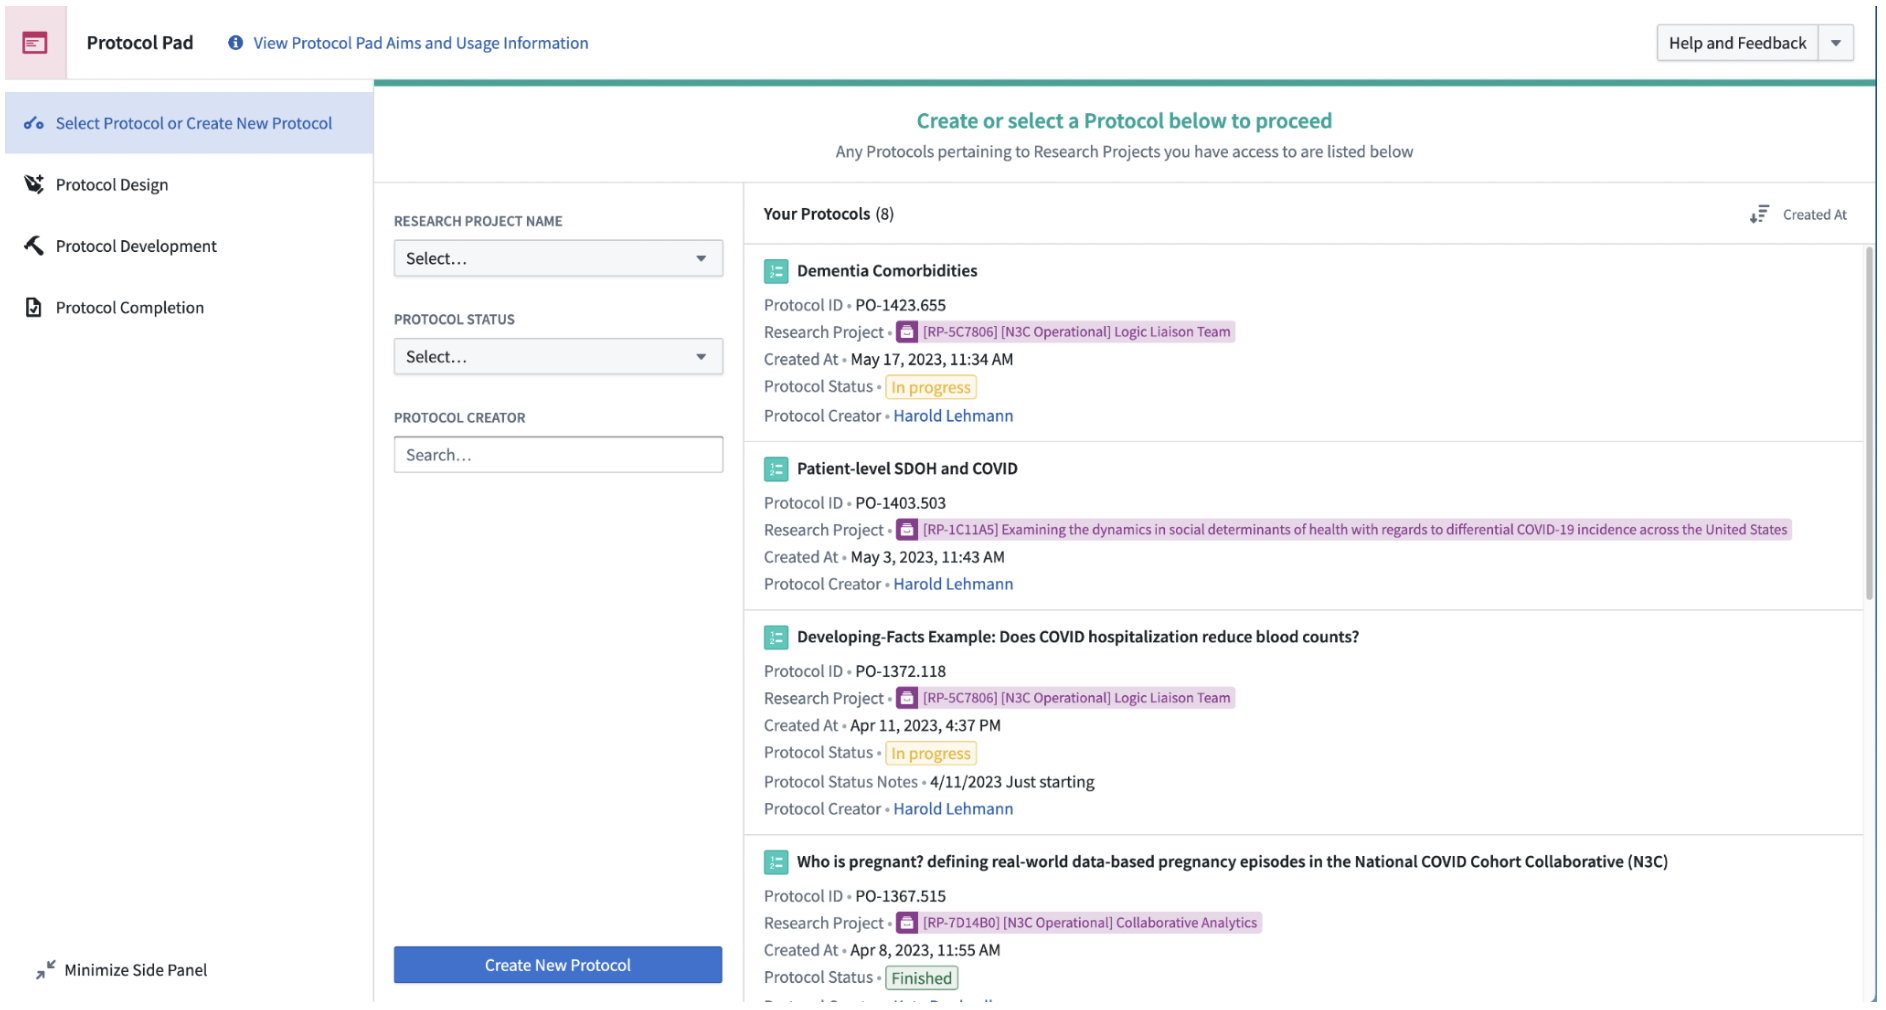 Protocol Pad
View Protocol Pad Aims and Usage Information
Help and Feedback
Select Protocol or Create New Protocol
Protocol Design
Protocol Development
Protocol Completion
Minimize Side Panel
Create or select a Protocol below to proceed
Any Protocols pertaining to Research Projects you have access to are listed below
RESEARCH PROJECT NAME
Select...
PROTOCOL STATUS
Select...
PROTOCOL CREATOR
Search...
Create New Protocol
Your Protocols (8)
Created At
Dementia Comorbidities
Protocol ID • PO-1423.655
Research Project • [RP-5C7806] [N3C Operational] Logic Liaison Team
Created At • May 17, 2023, 11:34 AM
Protocol Status • In progress
Protocol Creator • Harold Lehmann
Patient-level SDOH and COVID
Protocol ID • PO-1403.503
Research Project • [RP-1C11A5] Examining the dynamics in social determinants of health with regards to differential COVID-19 incidence across the United States
Created At • May 3, 2023, 11:43 AM
Protocol Creator • Harold Lehmann
Developing-Facts Example: Does COVID hospitalization reduce blood counts?
Protocol ID • PO-1372.118
Research Project • [RP-5C7806] [N3C Operational] Logic Liaison Team
Created At • Apr 11, 2023, 4:37 PM
Protocol Status • In progress
Protocol Status Notes • 4/11/2023 Just starting
Protocol Creator • Harold Lehmann
Who is pregnant? defining real-world data-based pregnancy episodes in the National COVID Cohort Collaborative (N3C)
Protocol ID • PO-1367.515
Research Project • [RP-7D14B0] [N3C Operational] Collaborative Analytics
Created At • Apr 8, 2023, 11:55 AM
Protocol Status • Finished